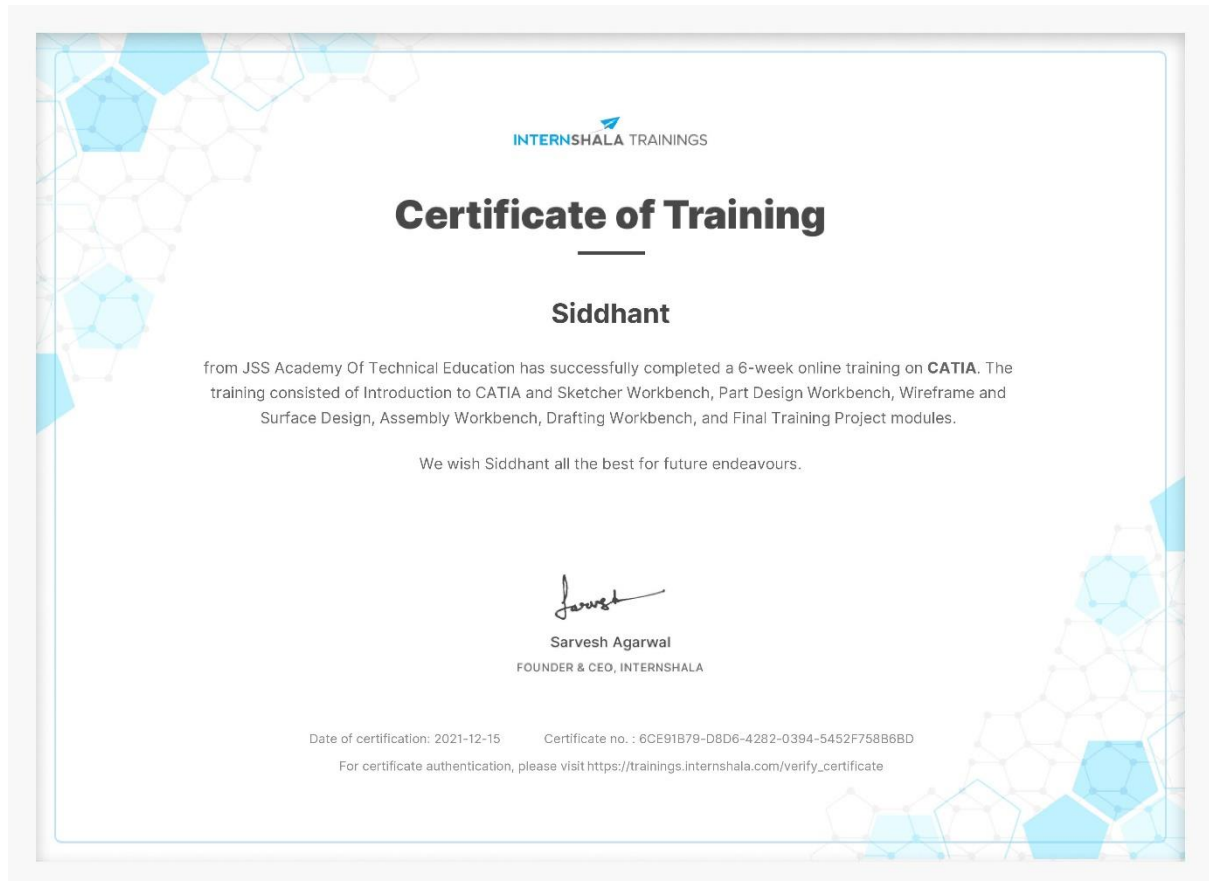 INTERNSHALA TRAININGS
Certificate of Training
Siddhant
from JSS Academy Of Technical Education has successfully completed a 6-week online training on CATIA. The
training consisted of Introduction to CATIA and Sketcher Workbench, Part Design Workbench, Wireframe and
Surface Design, Assembly Workbench, Drafting Workbench, and Final Training Project modules.
We wish Siddhant all the best for future endeavours.
Sarvesh
Sarvesh Agarwal
FOUNDER & CEO, INTERNSHALA
Date of certification: 2021-12-15 Certificate no. : 6CE91B79-D8D6-4282-0394-5452F758B6BD
For certificate authentication, please visit https://trainings.internshala.com/verify_certificate